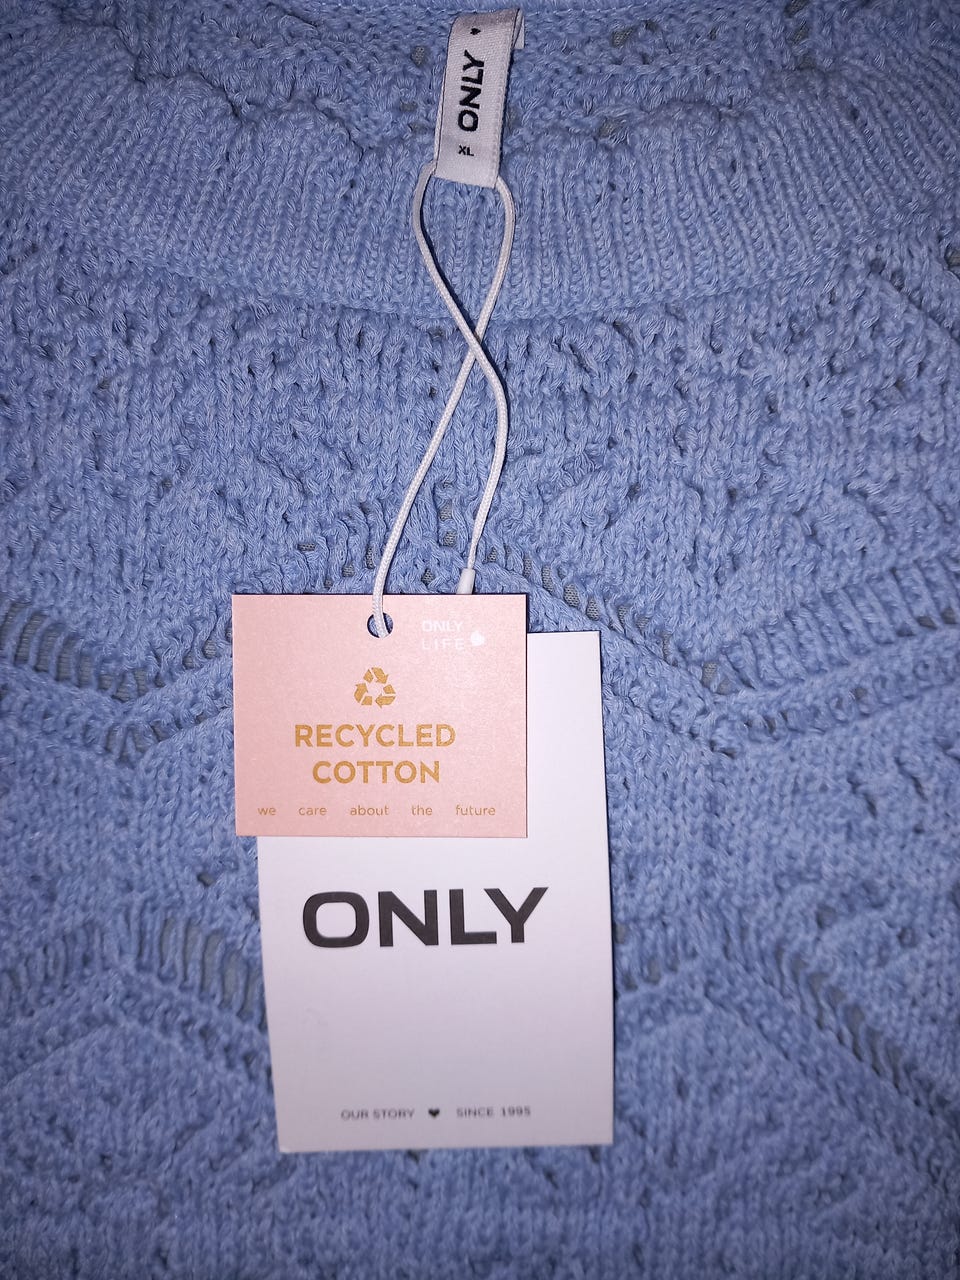 ONLY
XL
ONLY
LIFE
RECYCLED
COTTON
we care about the future
ONLY
OUR STORY SINCE 1995